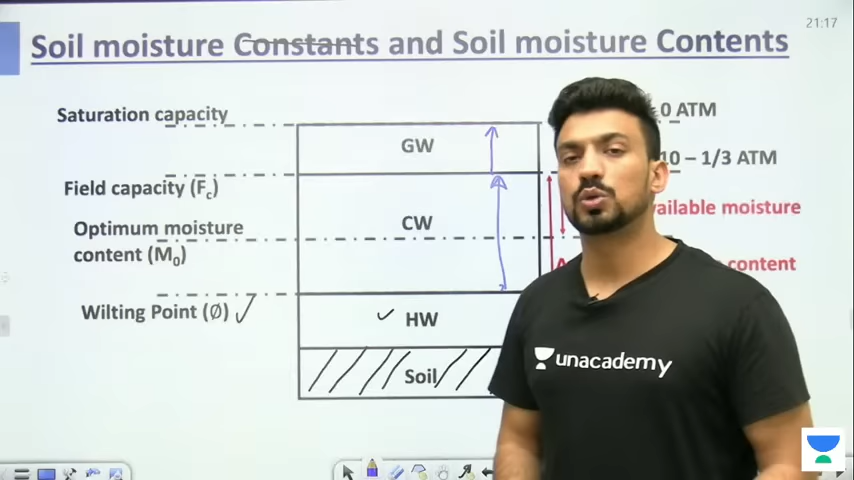 21:17
Soil moisture Constants and Soil moisture Contents
Saturation capacity
0 ATM
GW
10 – 1/3 ATM
Field capacity (Fc)
CW
vailable moisture
Optimum moisture
content (M0)
content
Wilting Point (Ø)
HW
Soil
unacademy